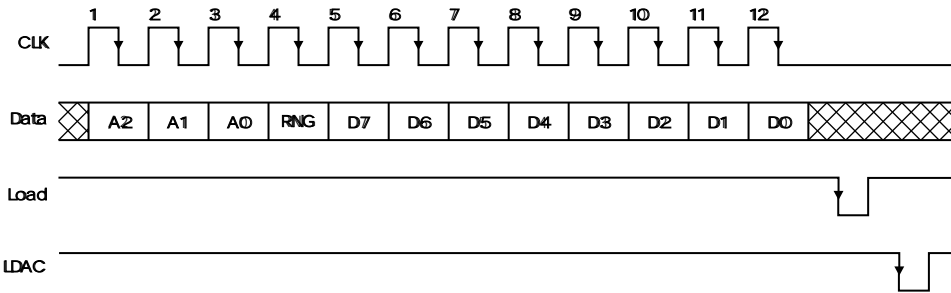 1 2 3 4 5 6 7 8 9 10 11 12
CLK
Data A2 A1 A0 RNG D7 D6 D5 D4 D3 D2 D1 D0
Load
LDAC